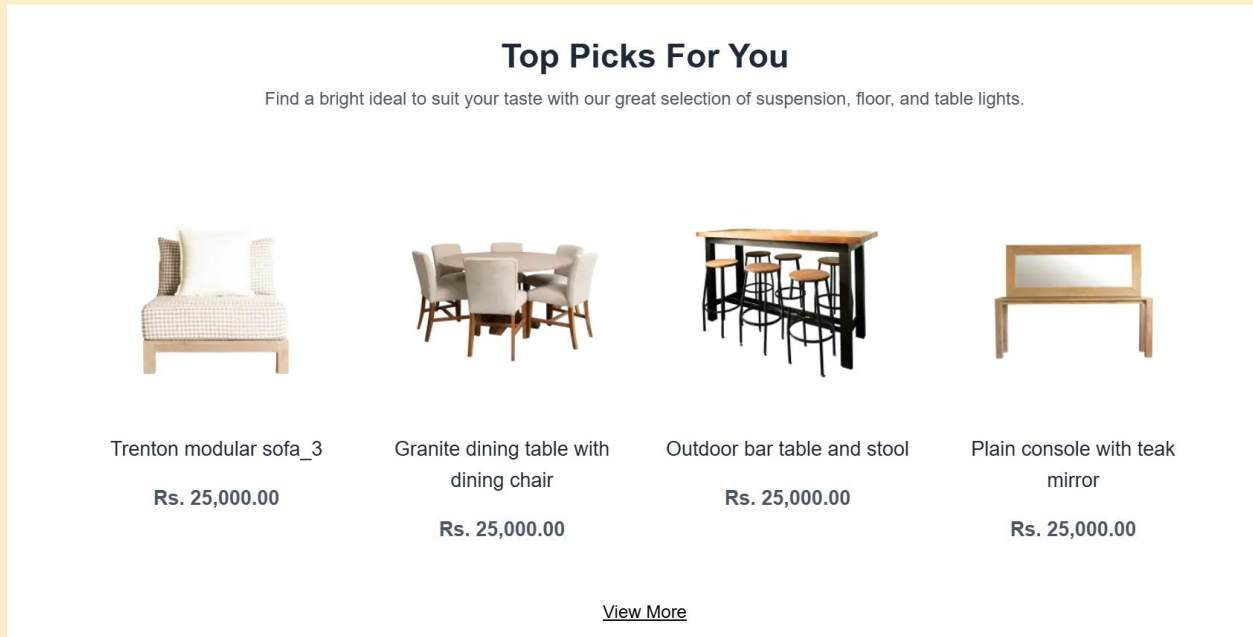 Top Picks For You
Find a bright ideal to suit your taste with our great selection of suspension, floor, and table lights.
Trenton modular sofa_3
Rs. 25,000.00
Granite dining table with
dining chair
Rs. 25,000.00
Outdoor bar table and stool
Rs. 25,000.00
Plain console with teak
mirror
Rs. 25,000.00
View More